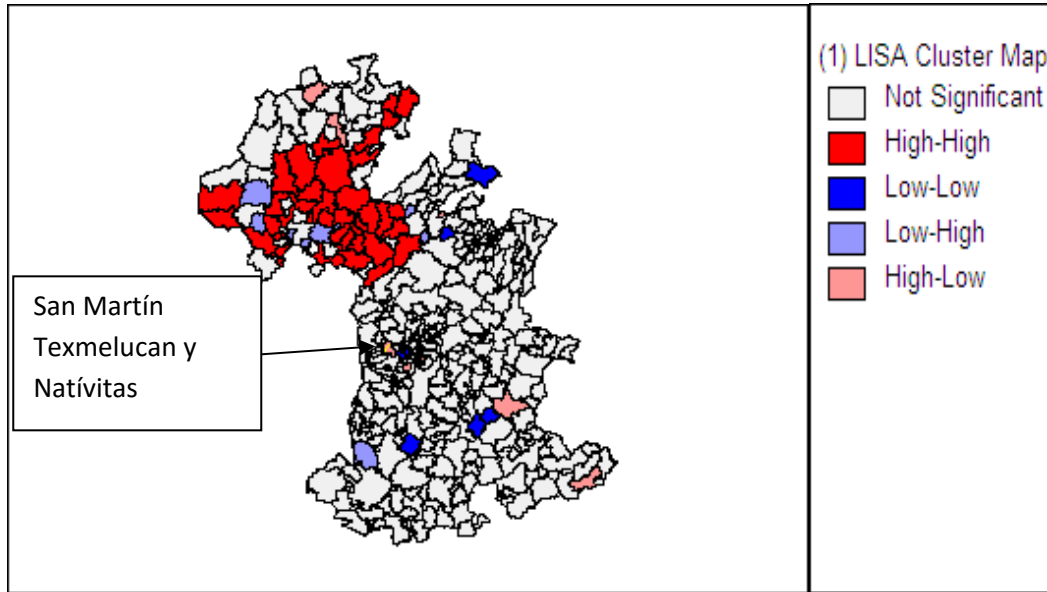 (1) LISA Cluster Map
Not Significant
High-High
Low-Low
Low-High
High-Low
San Martín
Texmelucan y
Natívitas